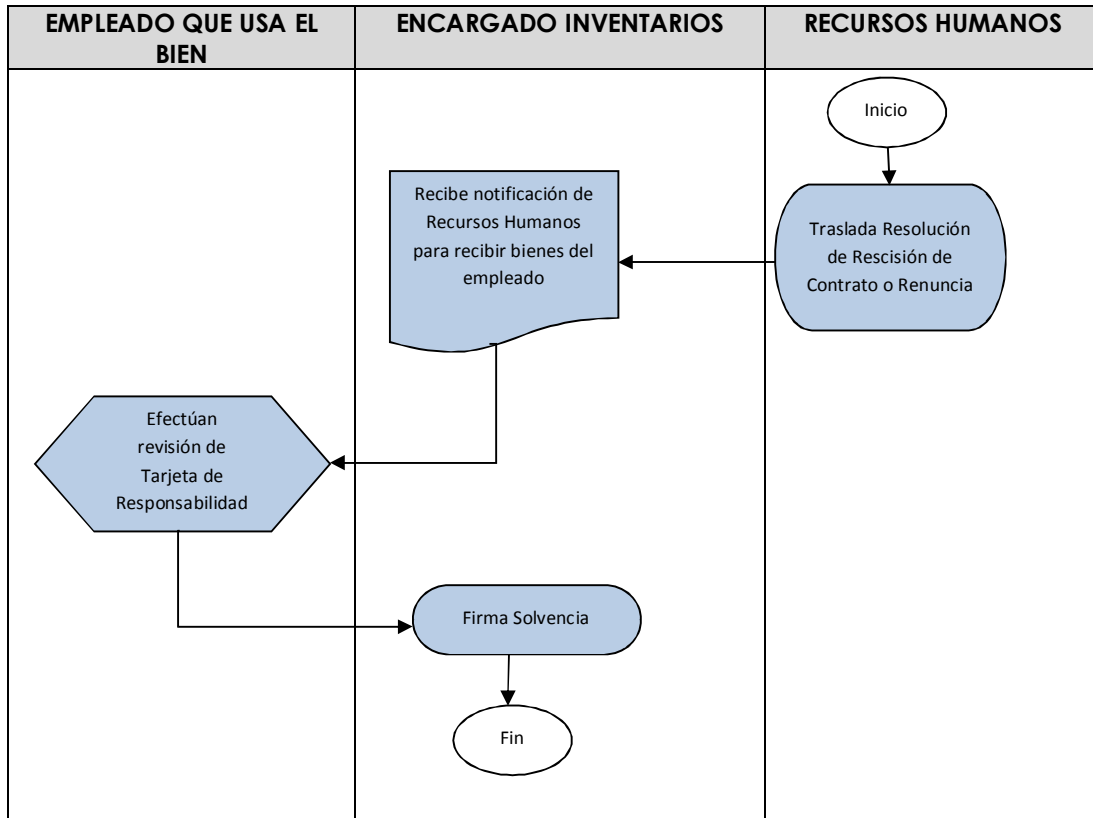 EMPLEADO QUE USA EL
BIEN
ENCARGADO INVENTARIOS
RECURSOS HUMANOS
Inicio
Traslada Resolución
de Rescisión de
Contrato o Renuncia
Recibe notificación de
Recursos Humanos
para recibir bienes del
empleado
Efectúan
revisión de
Tarjeta de
Responsabilidad
Firma Solvencia
Fin